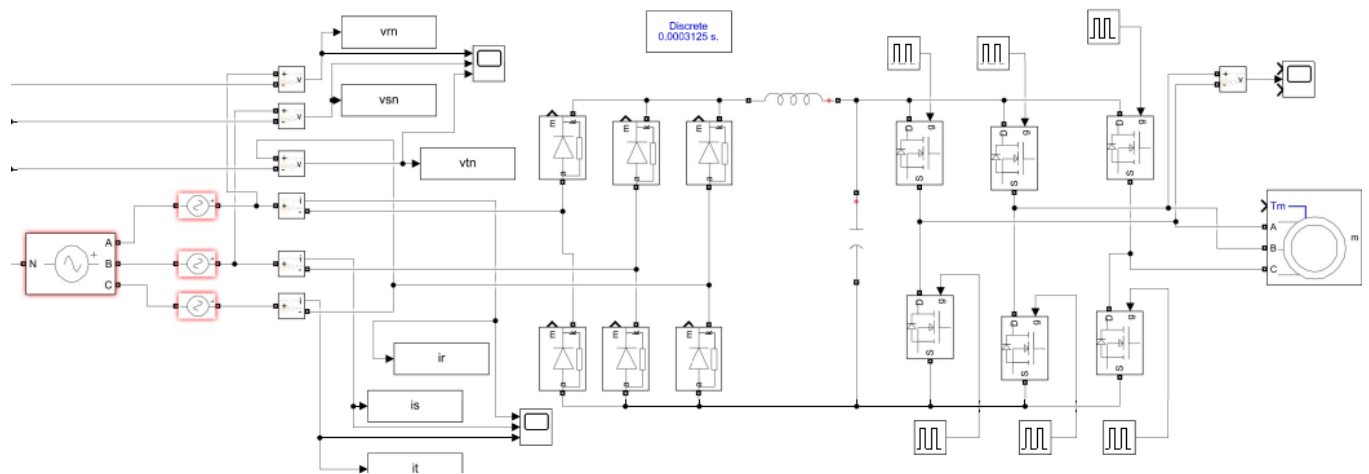 vrn
Discrete
0.0003125 s.
vsn
vtn
+
-
v
+
-
v
+
-
v
+
-
v
N
A
B
C
+
+
+
+
+
-
i
+
-
i
+
-
i
m
k
a
m
k
a
m
k
a
m
k
a
m
k
a
m
k
a
+
D
g
S
D
g
S
D
g
S
D
g
S
D
g
S
D
g
S
Tm
A
B
C
m
ir
is
it